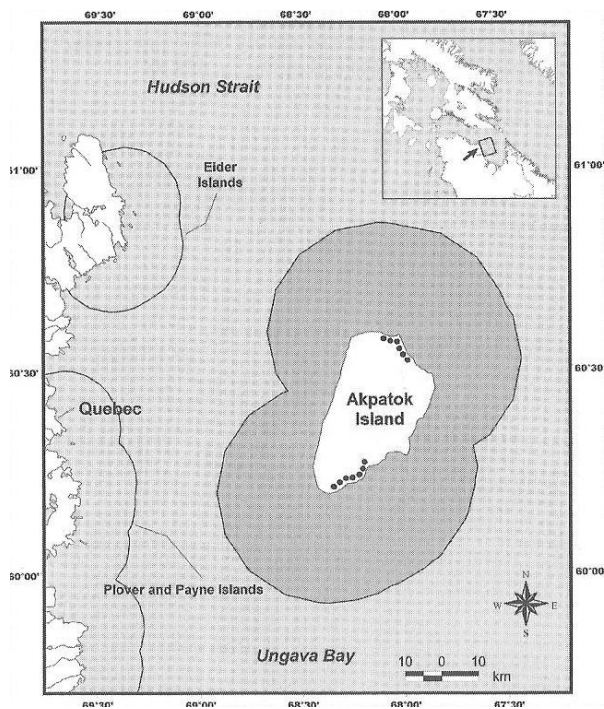 69°30' 69°00' 68°30' 68°00' 67°30'
Hudson Strait
61°00'
61°00'
Eider
Islands
60°30'
60°30'
Akpatok
Island
Quebec
60°00'
60°00'
Plover and Payne Islands
N
W E
S
Ungava Bay
10 0 10
km
69°30' 69°00' 68°30' 68°00' 67°30'